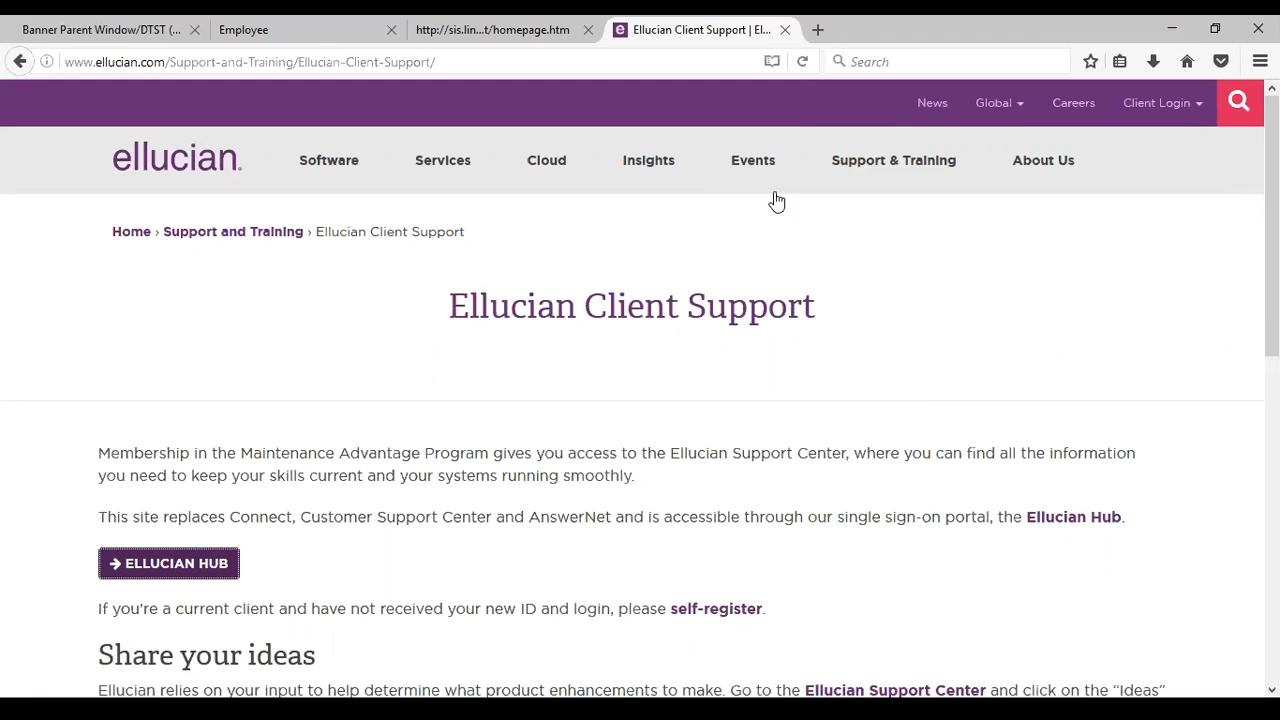 Banner Parent Window/DTST (...
Employee
http://sis.lin...t/homepage.htm
Ellucian Client Support | El...
www.ellucian.com/Support-and-Training/Ellucian-Client-Support/
Search
News
Global
Careers
Client Login
ellucian.
Software
Services
Cloud
Insights
Events
Support & Training
About Us
Home › Support and Training › Ellucian Client Support
Ellucian Client Support
Membership in the Maintenance Advantage Program gives you access to the Ellucian Support Center, where you can find all the information
you need to keep your skills current and your systems running smoothly.
This site replaces Connect, Customer Support Center and AnswerNet and is accessible through our single sign-on portal, the Ellucian Hub.
ELLUCIAN HUB
If you're a current client and have not received your new ID and login, please self-register.
Share your ideas
Ellucian relies on your input to help determine what product enhancements to make. Go to the Ellucian Support Center and click on the “Ideas”